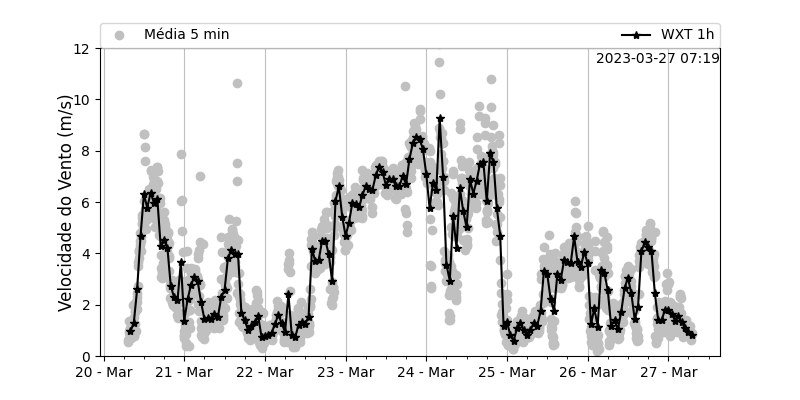 Média 5 min
WXT 1h
2023-03-27 07:19
Velocidade do Vento (m/s)
12
10
8
6
4
2
0
20 - Mar
21 - Mar
22 - Mar
23 - Mar
24 - Mar
25 - Mar
26 - Mar
27 - Mar